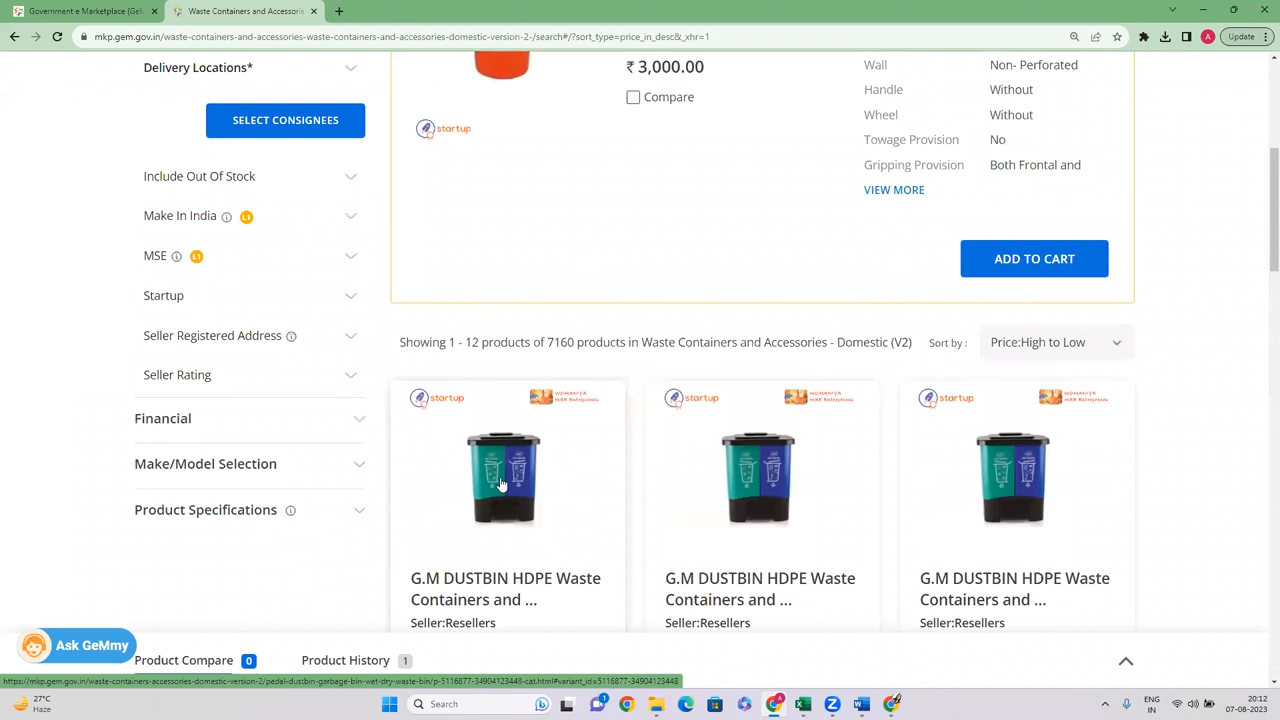 Government e Marketplace (GeM)
Waste Containers and Accessorie
mkp.gem.gov.in/waste-containers-and-accessories-waste-containers-and-accessories-domestic-version-2-/search#/?sort_type=price_in_desc&_xhr=1
A
Update
Delivery Locations*
SELECT CONSIGNEES
Include Out Of Stock
Make In India L1
MSE L1
Startup
Seller Registered Address
Seller Rating
Financial
Make/Model Selection
Product Specifications
₹ 3,000.00
Compare
startup
Wall Non- Perforated
Handle Without
Wheel Without
Towage Provision No
Gripping Provision Both Frontal and
VIEW MORE
ADD TO CART
Showing 1 - 12 products of 7160 products in Waste Containers and Accessories - Domestic (V2) Sort by : Price:High to Low
startup WOMANIYA
startup WOMANIYA
startup WOMANIYA
G.M DUSTBIN HDPE Waste Containers and ...
Seller:Resellers
G.M DUSTBIN HDPE Waste Containers and ...
Seller:Resellers
G.M DUSTBIN HDPE Waste Containers and ...
Seller:Resellers
Ask GeMmy
Product Compare 0 Product History 1
https://mkp.gem.gov.in/waste-containers-accessories-domestic-version-2/pedal-dustbin-garbage-bin-wet-dry-waste-bin/p-5116877-34904123448-cat.html#variant_id=5116877-34904123448
27°C
Haze
Search
ENG
IN
20:12
07-08-2023